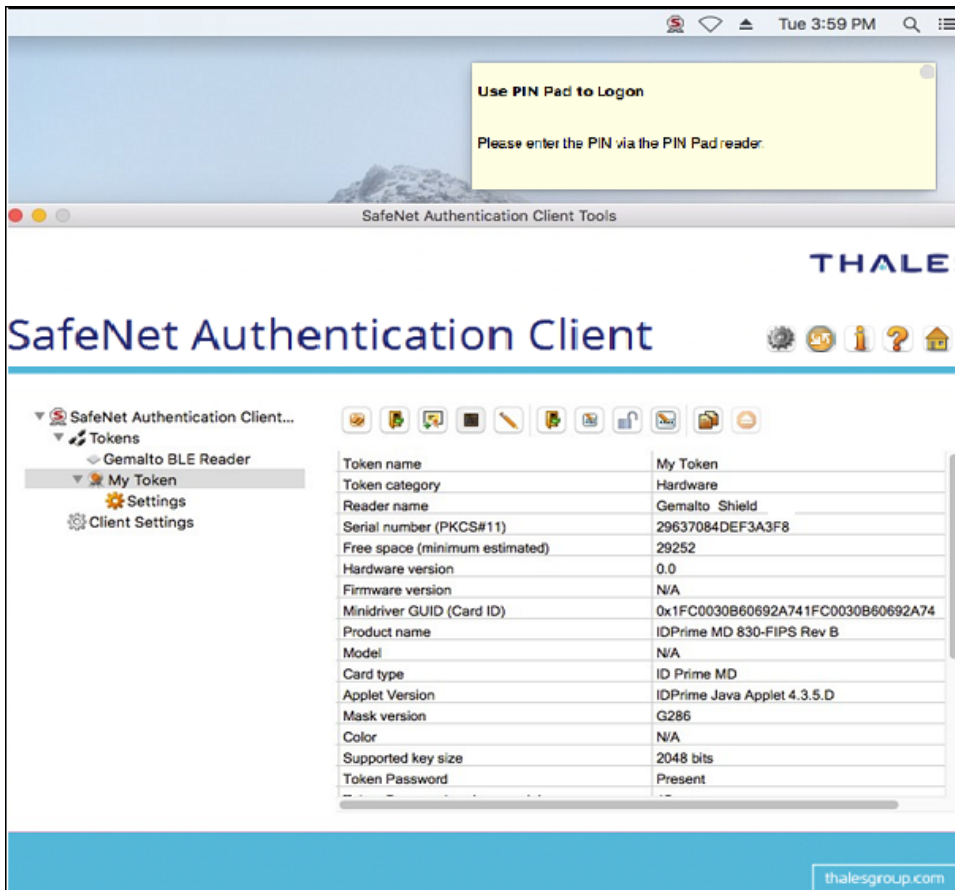 Tue 3:59 PM
Use PIN Pad to Logon
Please enter the PIN via the PIN Pad reader.
SafeNet Authentication Client Tools
THALE
SafeNet Authentication Client
SafeNet Authentication Client...
Tokens
Gemalto BLE Reader
My Token
Settings
Client Settings
Token name My Token
Token category Hardware
Reader name Gemalto Shield
Serial number (PKCS#11) 29637084DEF3A3F8
Free space (minimum estimated) 29252
Hardware version 0.0
Firmware version N/A
Minidriver GUID (Card ID) 0x1FC0030B60692A741FC0030B60692A74
Product name IDPrime MD 830-FIPS Rev B
Model N/A
Card type ID Prime MD
Applet Version IDPrime Java Applet 4.3.5.D
Mask version G286
Color N/A
Supported key size 2048 bits
Token Password Present
thalesgroup.com